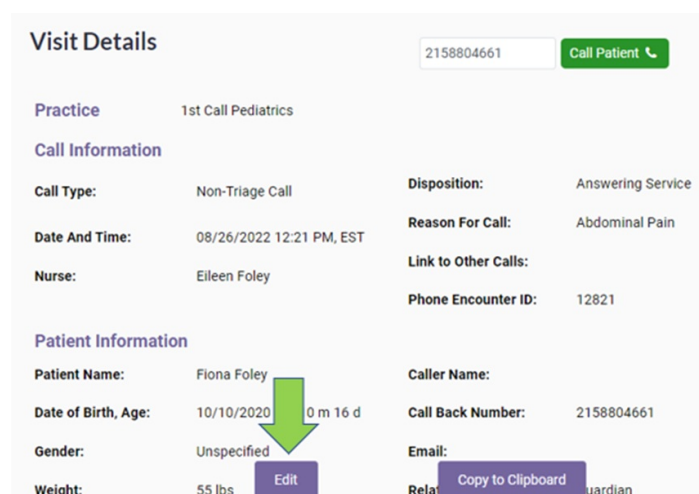 Visit Details
2158804661
Call Patient
Practice 1st Call Pediatrics
Call Information
Call Type: Non-Triage Call
Disposition: Answering Service
Date And Time: 08/26/2022 12:21 PM, EST
Reason For Call: Abdominal Pain
Nurse: Eileen Foley
Link to Other Calls:
Phone Encounter ID: 12821
Patient Information
Patient Name: Fiona Foley
Caller Name:
Date of Birth, Age: 10/10/2020 0 m 16 d
Call Back Number: 2158804661
Gender: Unspecified
Email:
Edit
Copy to Clipboard
Weight: 55 lbs